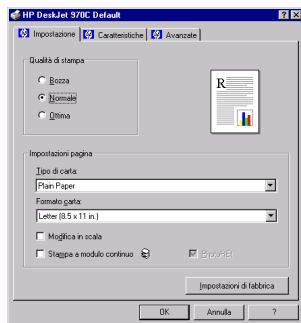 HP DeskJet 970C Default
Impostazione Caratteristiche Avanzate
Qualità di stampa
Bozza
Normale
Ottima
R
Impostazioni pagina
Tipo di carta:
Plain Paper
Formato carta:
Letter (8.5 x 11 in.)
Modifica in scala
Stampa a modulo continuo
Impostazioni di fabbrica
OK Annulla ?